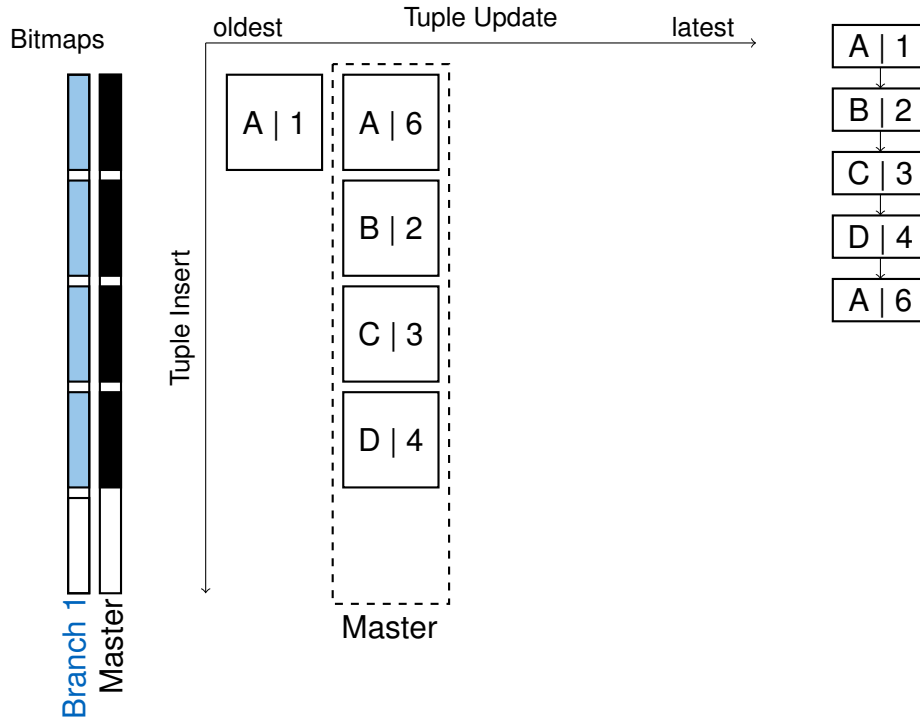 Tuple Update
oldest
latest
Bitmaps
A | 1
A | 6
B | 2
C | 3
D | 4
Tuple Insert
Master
Branch 1
Master
A | 1
B | 2
C | 3
D | 4
A | 6